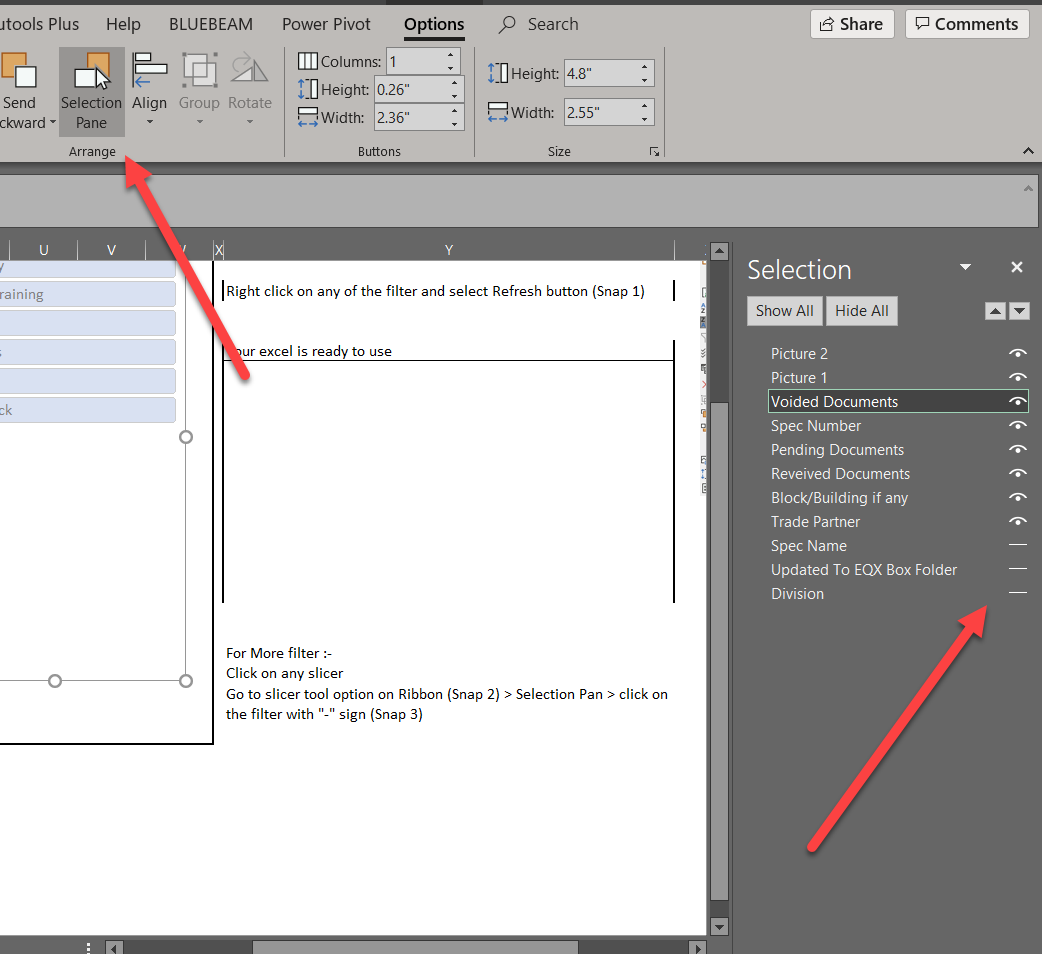 utools Plus Help BLUEBEAM Power Pivot Options Search Share Comments
Send
ckward
Selection
Pane
Align
Group
Rotate
Arrange
Columns: 1
Height: 0.26"
Width: 2.36"
Buttons
Height: 4.8"
Width: 2.55"
Size
U V X Y
raining
s
ck
Right click on any of the filter and select Refresh button (Snap 1)
our excel is ready to use
For More filter :-
Click on any slicer
Go to slicer tool option on Ribbon (Snap 2) > Selection Pan > click on
the filter with "-" sign (Snap 3)
Selection
Show All Hide All
Picture 2
Picture 1
Voided Documents
Spec Number
Pending Documents
Reveived Documents
Block/Building if any
Trade Partner
Spec Name
Updated To EQX Box Folder
Division